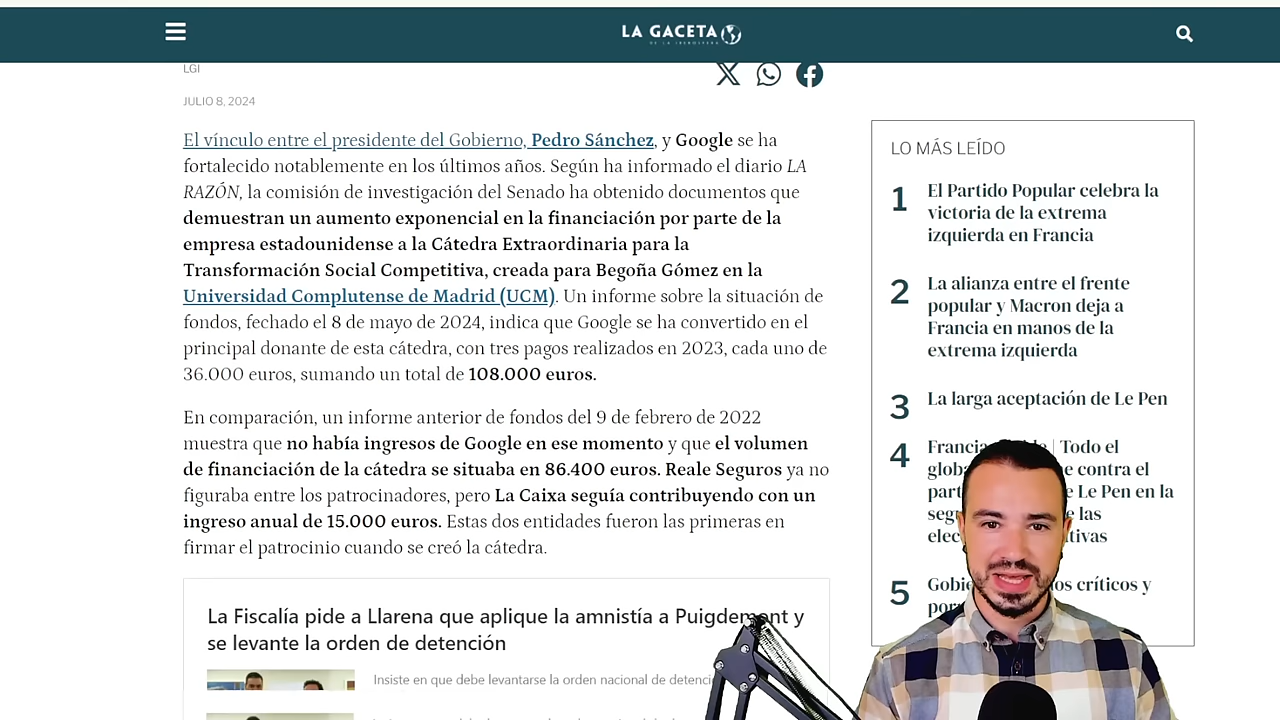 LA GACETA
DE LA IBEROSFERA
LGI
JULIO 8, 2024
El vínculo entre el presidente del Gobierno, Pedro Sánchez, y Google se ha
fortalecido notablemente en los últimos años. Según ha informado el diario LA
RAZÓN, la comisión de investigación del Senado ha obtenido documentos que
demuestran un aumento exponencial en la financiación por parte de la
empresa estadounidense a la Cátedra Extraordinaria para la
Transformación Social Competitiva, creada para Begoña Gómez en la
Universidad Complutense de Madrid (UCM). Un informe sobre la situación de
fondos, fechado el 8 de mayo de 2024, indica que Google se ha convertido en el
principal donante de esta cátedra, con tres pagos realizados en 2023, cada uno de
36.000 euros, sumando un total de 108.000 euros.
En comparación, un informe anterior de fondos del 9 de febrero de 2022
muestra que no había ingresos de Google en ese momento y que el volumen
de financiación de la cátedra se situaba en 86.400 euros. Reale Seguros ya no
figuraba entre los patrocinadores, pero La Caixa seguía contribuyendo con un
ingreso anual de 15.000 euros. Estas dos entidades fueron las primeras en
firmar el patrocinio cuando se creó la cátedra.
La Fiscalía pide a Llarena que aplique la amnistía a Puigdemont y
se levante la orden de detención
Insiste en que debe levantarse la orden nacional de
LO MÁS LEÍDO
1
El Partido Popular celebra la
victoria de la extrema
izquierda en Francia
2
La alianza entre el frente
popular y Macron deja a
Francia en manos de la
extrema izquierda
3
La larga aceptación de Le Pen
4
| Todo el
contra el
Le Pen en la
las
5
críticos y